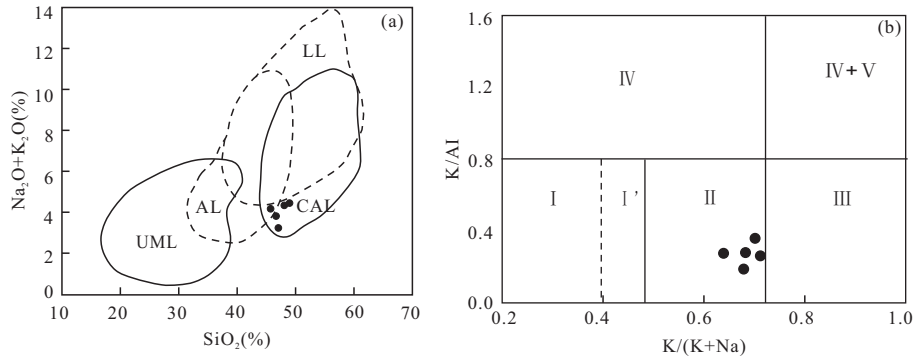 (a)
14
12
10
8
6
4
2
0
Na₂O+K₂O(%)
LL
AL
CAL
UML
10 20 30 40 50 60 70
SiO₂(%)
(b)
1.6
1.2
0.8
0.4
0.0
K/Al
Ⅳ
Ⅳ+Ⅴ
Ⅰ Ⅰ' Ⅱ Ⅲ
0.2 0.4 0.6 0.8 1.0
K/(K+Na)